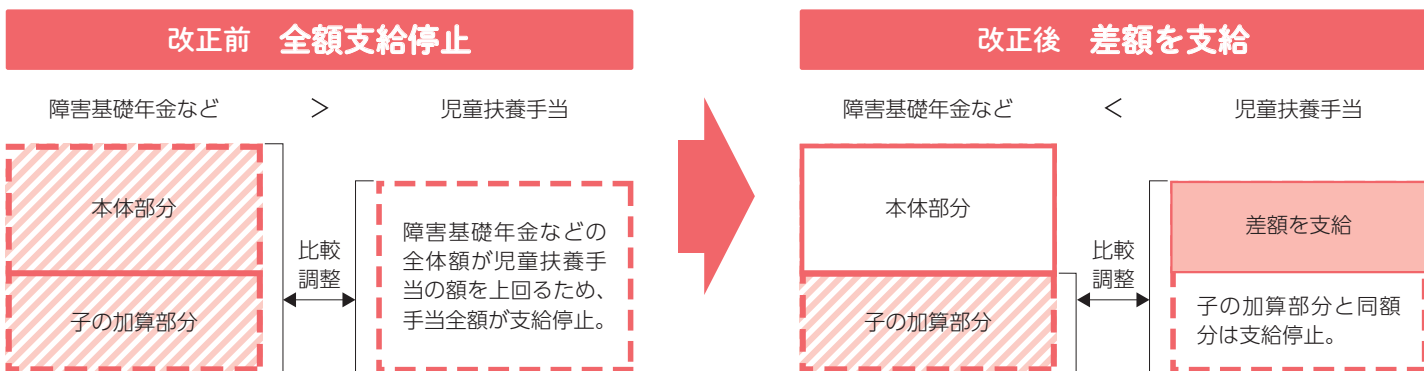 改正前 全額支給停止
障害基礎年金など > 児童扶養手当
本体部分
子の加算部分
比較
調整
障害基礎年金などの
全体額が児童扶養手
当の額を上回るため、
手当全額が支給停止。
改正後 差額を支給
障害基礎年金など < 児童扶養手当
本体部分
子の加算部分
比較
調整
差額を支給
子の加算部分と同額
分は支給停止。